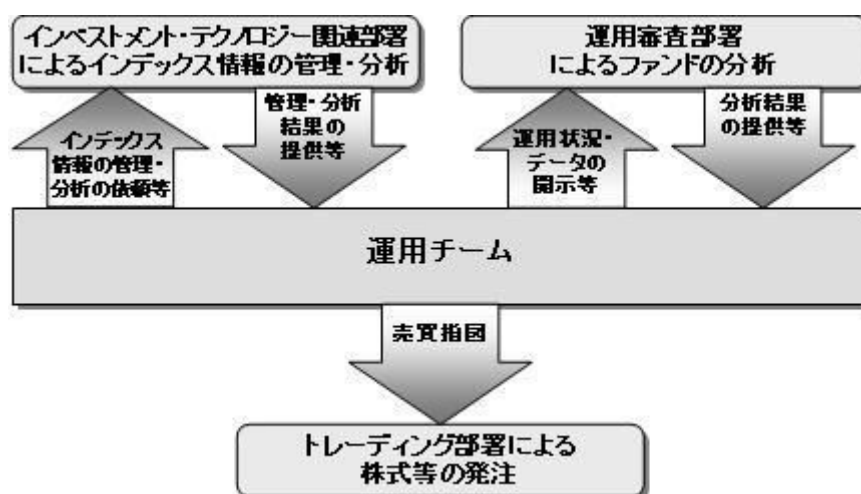 インベストメント・テクノロジー関連部署
によるインデックス情報の管理・分析
運用審査部署
によるファンドの分析
インデックス
情報の管理・
分析の依頼等
管理・分析
結果の
提供等
運用状況・
データの
開示等
分析結果
の提供等
運用チーム
売買指図
トレーディング部署による
株式等の発注